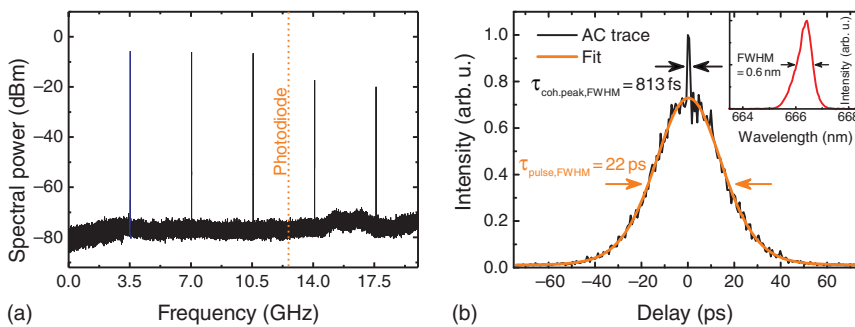 0
−20
−40
−60
−80
Spectral power (dBm)
0.0 3.5 7.0 10.5 14.0 17.5
Frequency (GHz)
Photodiode
(a)
1.0
0.8
0.6
0.4
0.2
0.0
Intensity (arb. u.)
−60 −40 −20 0 20 40 60
Delay (ps)
AC trace
Fit
τcoh.peak,FWHM = 813 fs
τpulse,FWHM = 22 ps
FWHM
= 0.6 nm
Intensity (arb. u.)
664 666 668
Wavelength (nm)
(b)